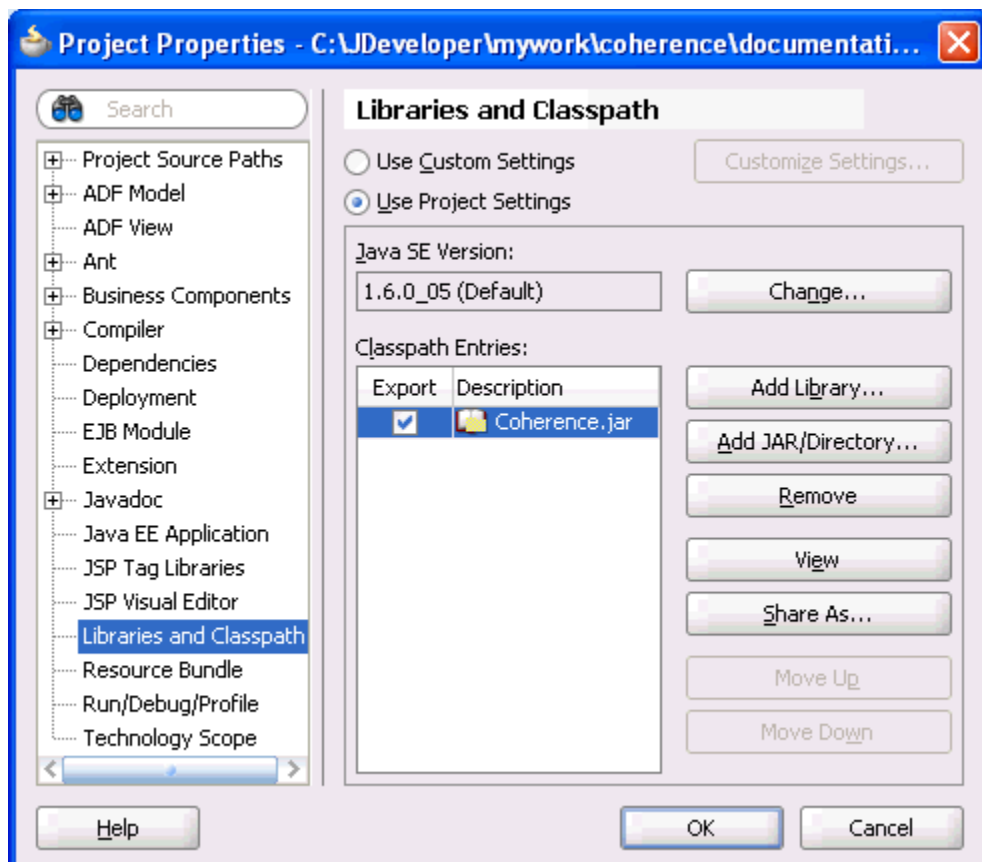 Project Properties - C:\JDeveloper\mywork\coherence\documentati...
Search
Project Source Paths
ADF Model
ADF View
Ant
Business Components
Compiler
Dependencies
Deployment
EJB Module
Extension
Javadoc
Java EE Application
JSP Tag Libraries
JSP Visual Editor
Libraries and Classpath
Resource Bundle
Run/Debug/Profile
Technology Scope
Libraries and Classpath
Use Custom Settings
Customize Settings...
Use Project Settings
Java SE Version:
1.6.0_05 (Default)
Change...
Classpath Entries:
Export Description
Coherence.jar
Add Library...
Add JAR/Directory...
Remove
View
Share As...
Move Up
Move Down
Help
OK
Cancel